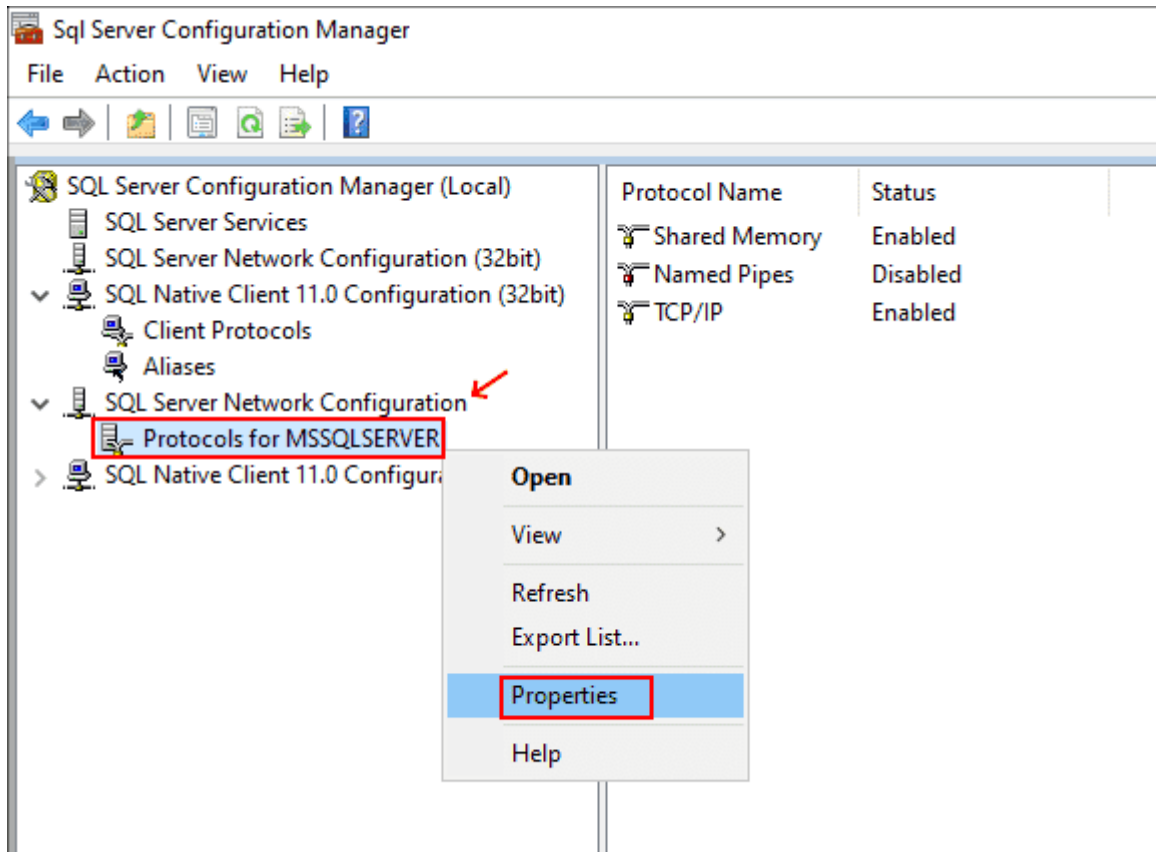 Sql Server Configuration Manager
File Action View Help
SQL Server Configuration Manager (Local)
SQL Server Services
SQL Server Network Configuration (32bit)
SQL Native Client 11.0 Configuration (32bit)
Client Protocols
Aliases
SQL Server Network Configuration
Protocols for MSSQLSERVER
SQL Native Client 11.0 Configura
Protocol Name Status
Shared Memory Enabled
Named Pipes Disabled
TCP/IP Enabled
Open
View
Refresh
Export List...
Properties
Help